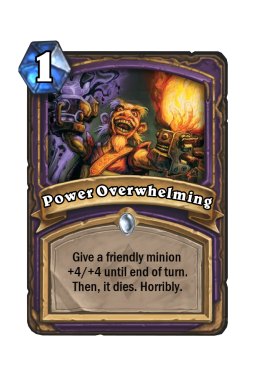 1
Power Overwhelming
Give a friendly minion
+4/+4 until end of turn.
Then, it dies. Horribly.